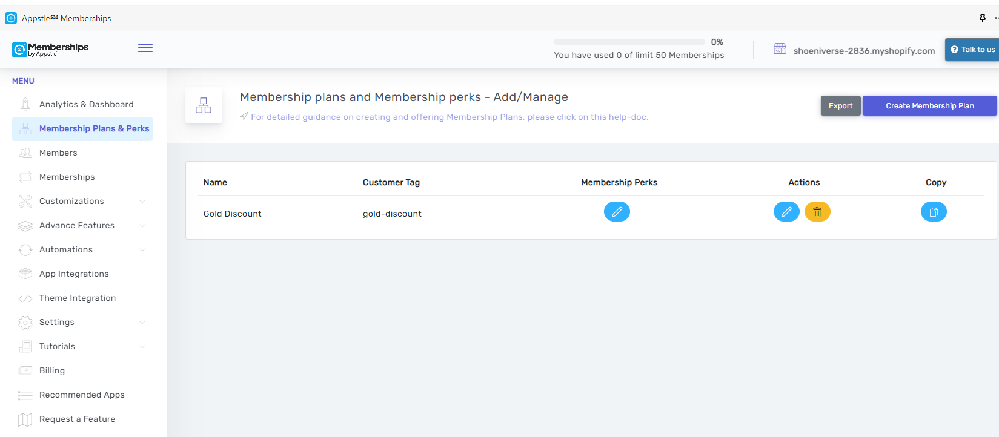 Appstle℠ Memberships
Memberships
by Appstle
0%
You have used 0 of limit 50 Memberships
shoeniverse-2836.myshopify.com
Talk to us
MENU
Analytics & Dashboard
Membership Plans & Perks
Members
Memberships
Customizations
Advance Features
Automations
App Integrations
Theme Integration
Settings
Tutorials
Billing
Recommended Apps
Request a Feature
Membership plans and Membership perks - Add/Manage
For detailed guidance on creating and offering Membership Plans, please click on this help-doc.
Export
Create Membership Plan
Name Customer Tag Membership Perks Actions Copy
Gold Discount gold-discount